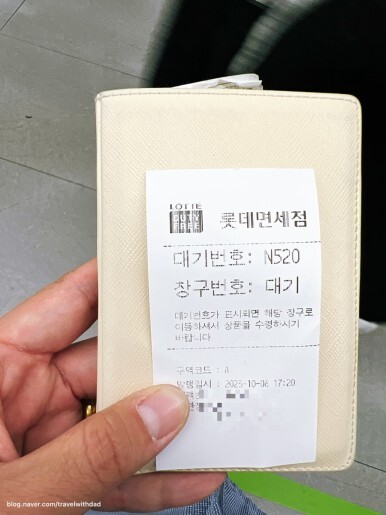 LOTTE
DUTY
FREE
롯데면세점
대기번호: N520
창구번호: 대기
대기번호가 표시되면 해당 창구로
이동하셔서 상품을 수령하시기
바랍니다.
구역코드 : A
발행일시 : 2023-10-06 17:20
blog.naver.com/travelwithdad